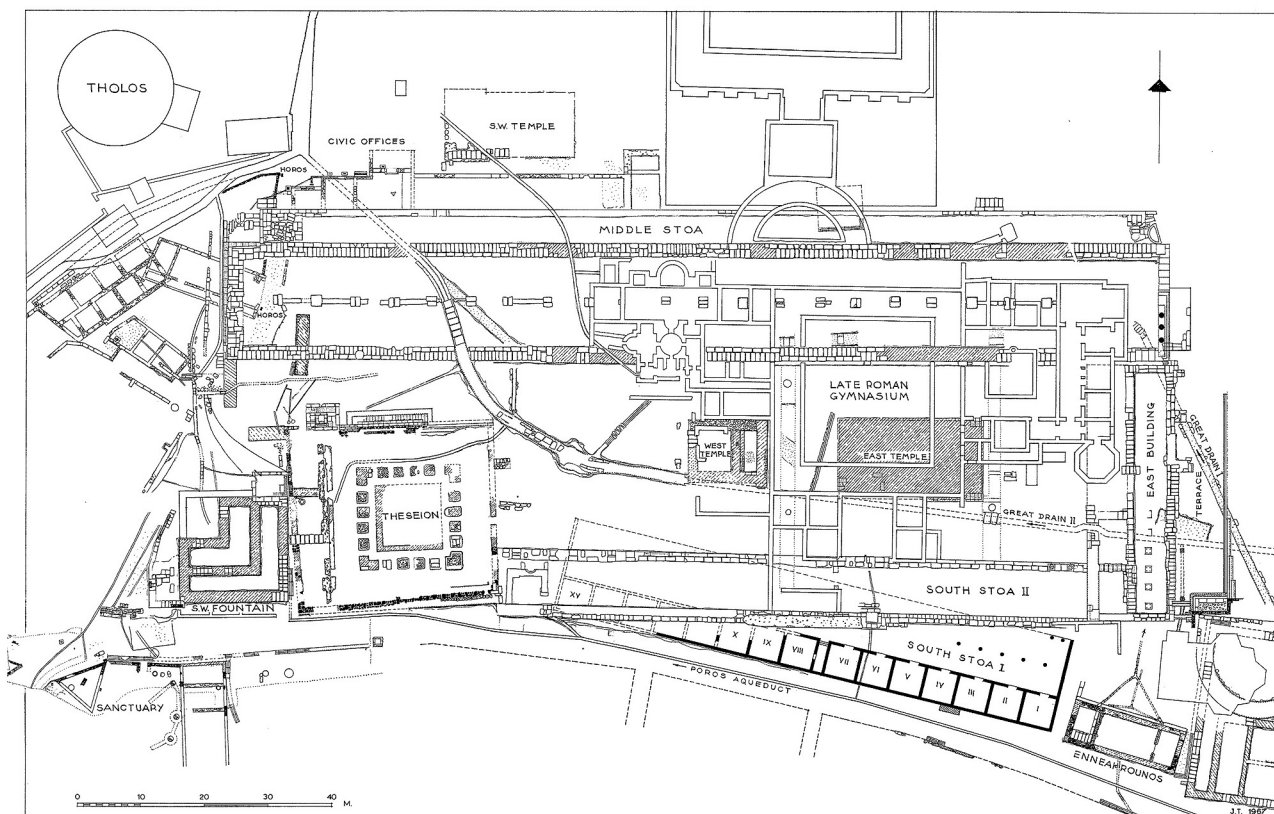 THOLOS
S.W. TEMPLE
CIVIC OFFICES
HOROS
MIDDLE STOA
HOROS
LATE ROMAN
GYMNASIUM
WEST
TEMPLE
EAST TEMPLE
EAST BUILDING
GREAT DRAIN I
TERRACE
THESEION
GREAT DRAIN II
S.W. FOUNTAIN
XV
SOUTH STOA II
X
IX
VIII
VII
VI
V
IV
III
II
I
SOUTH STOA I
POROS AQUEDUCT
SANCTUARY
ENNEAKROUNOS
0 10 20 30 40 M.
J.T. 1967